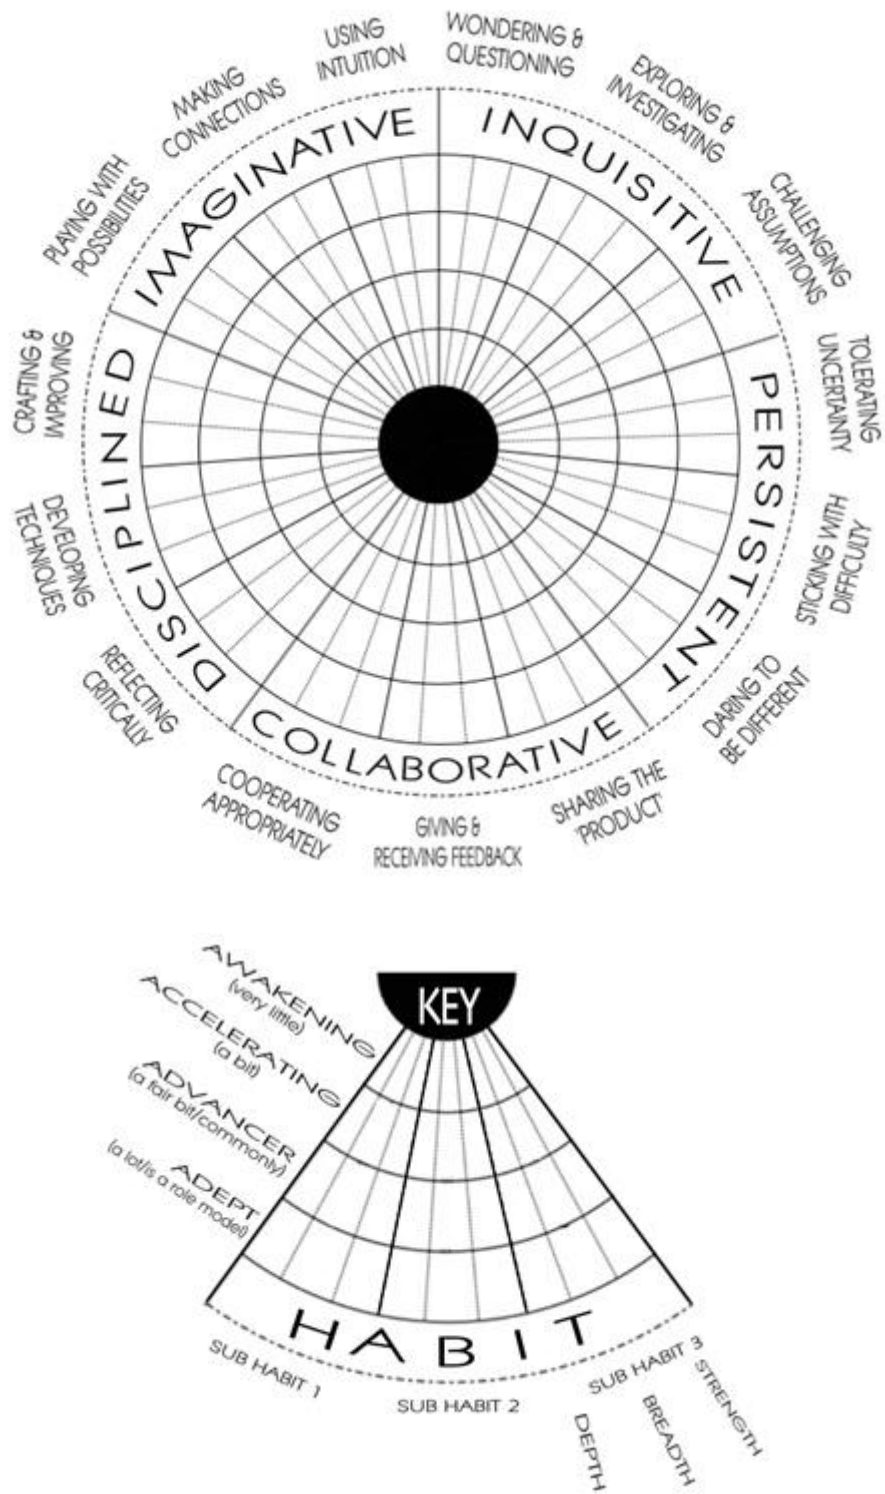 WONDERING &
QUESTIONING
EXPLORING &
INVESTIGATING
CHALLENGING
ASSUMPTIONS
INQUISITIVE
TOLERATING
UNCERTAINTY
STICKING WITH
DIFFICULTY
DARING TO
BE DIFFERENT
PERSISTENT
SHARING THE
'PRODUCT'
GIVING &
RECEIVING FEEDBACK
COOPERATING
APPROPRIATELY
COLLABORATIVE
REFLECTING
CRITICALLY
DEVELOPING
TECHNIQUES
CRAFTING &
IMPROVING
DISCIPLINED
PLAYING WITH
POSSIBILITIES
MAKING
CONNECTIONS
USING
INTUITION
IMAGINATIVE
KEY
AWAKENING
(very little)
ACCELERATING
(a bit)
ADVANCER
(a fair bit/commonly)
ADEPT
(a lot/is a role model)
HABIT
SUB HABIT 1
SUB HABIT 2
SUB HABIT 3
DEPTH
BREADTH
STRENGTH